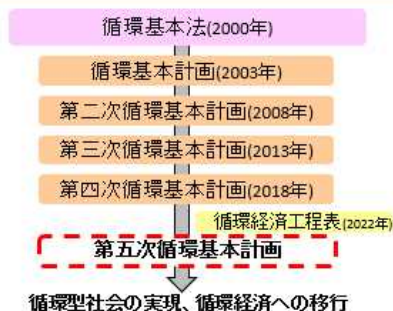 循環基本法(2000年)
循環基本計画(2003年)
第二次循環基本計画(2008年)
第三次循環基本計画(2013年)
第四次循環基本計画(2018年)
循環経済工程表(2022年)
第五次循環基本計画
循環型社会の実現、循環経済への移行